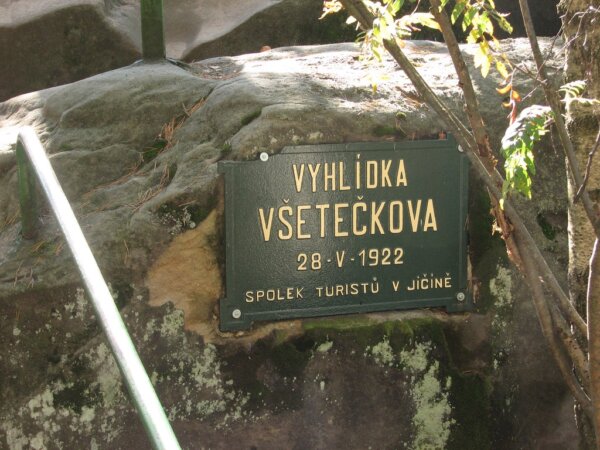 VYHLÍDKA
VŠETEČKOVA
28-V-1922
SPOLEK TURISTŮ V JIČÍNĚ